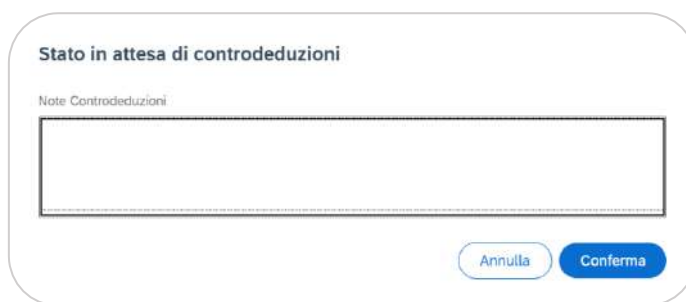 Stato in attesa di controdeduzioni
Note Controdeduzioni
Annulla
Conferma